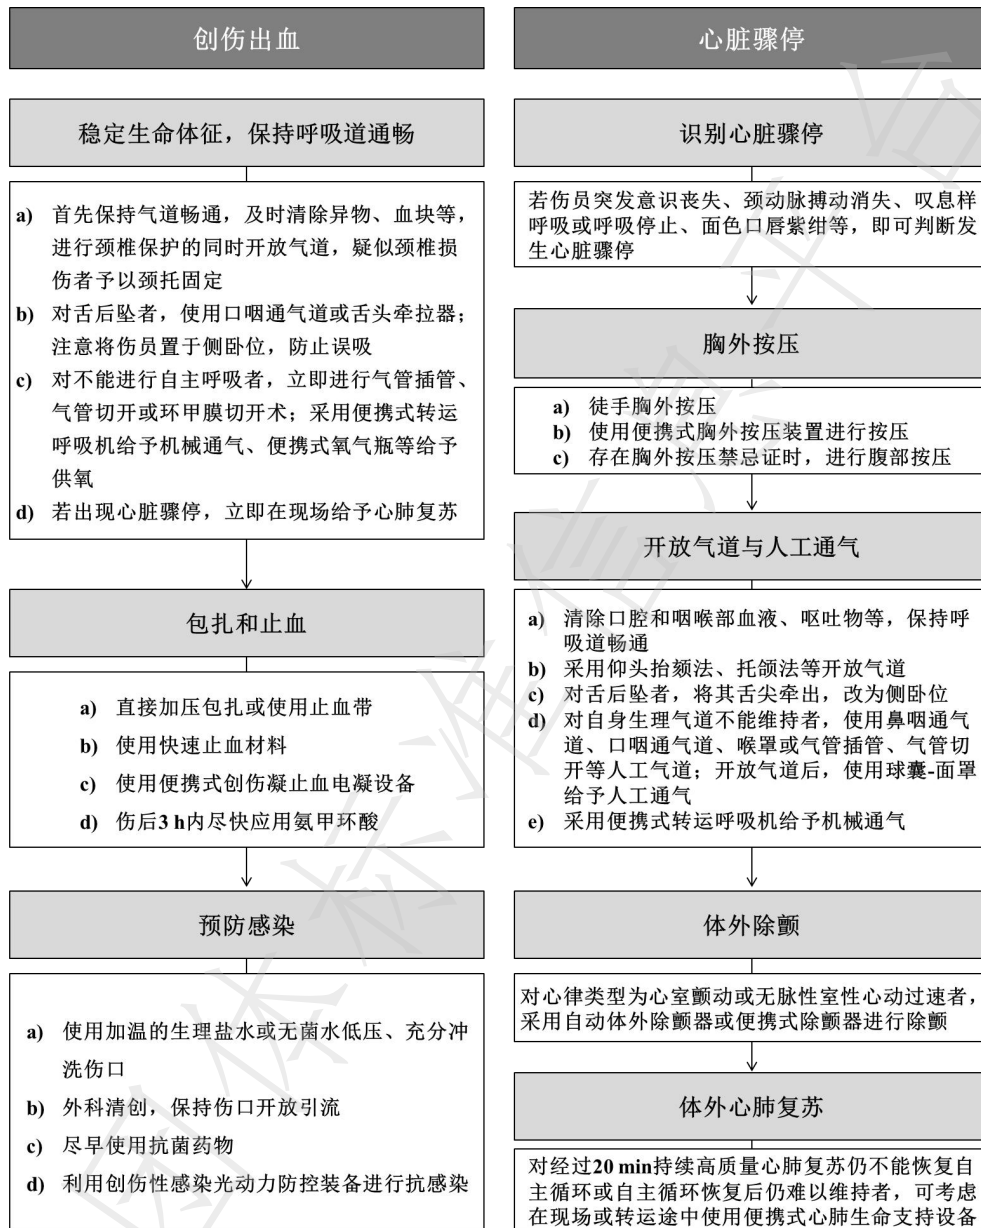 创伤出血
稳定生命体征，保持呼吸道通畅
a) 首先保持气道畅通，及时清除异物、血块等，
进行颈椎保护的同时开放气道，疑似颈椎损
伤者予以颈托固定
b) 对舌后坠者，使用口咽通气道或舌头牵拉器；
注意将伤员置于侧卧位，防止误吸
c) 对不能进行自主呼吸者，立即进行气管插管、
气管切开或环甲膜切开术；采用便携式转运
呼吸机给予机械通气、便携式氧气瓶等给予
供氧
d) 若出现心脏骤停，立即在现场给予心肺复苏
包扎和止血
a) 直接加压包扎或使用止血带
b) 使用快速止血材料
c) 使用便携式创伤凝止血电凝设备
d) 伤后3 h内尽快应用氨甲环酸
预防感染
a) 使用加温的生理盐水或无菌水低压、充分冲
洗伤口
b) 外科清创，保持伤口开放引流
c) 尽早使用抗菌药物
d) 利用创伤性感染光动力防控装备进行抗感染
心脏骤停
识别心脏骤停
若伤员突发意识丧失、颈动脉搏动消失、叹息样
呼吸或呼吸停止、面色口唇紫绀等，即可判断发
生心脏骤停
胸外按压
a) 徒手胸外按压
b) 使用便携式胸外按压装置进行按压
c) 存在胸外按压禁忌证时，进行腹部按压
开放气道与人工通气
a) 清除口腔和咽喉部血液、呕吐物等，保持呼
吸道畅通
b) 采用仰头抬颏法、托颌法等开放气道
c) 对舌后坠者，将其舌尖牵出，改为侧卧位
d) 对自身生理气道不能维持者，使用鼻咽通气
道、口咽通气道、喉罩或气管插管、气管切
开等人工气道；开放气道后，使用球囊-面罩
给予人工通气
e) 采用便携式转运呼吸机给予机械通气
体外除颤
对心律类型为心室颤动或无脉性室性心动过速者，
采用自动体外除颤器或便携式除颤器进行除颤
体外心肺复苏
对经过20 min持续高质量心肺复苏仍不能恢复自
主循环或自主循环恢复后仍难以维持者，可考虑
在现场或转运途中使用便携式心肺生命支持设备
团体标准信息平台